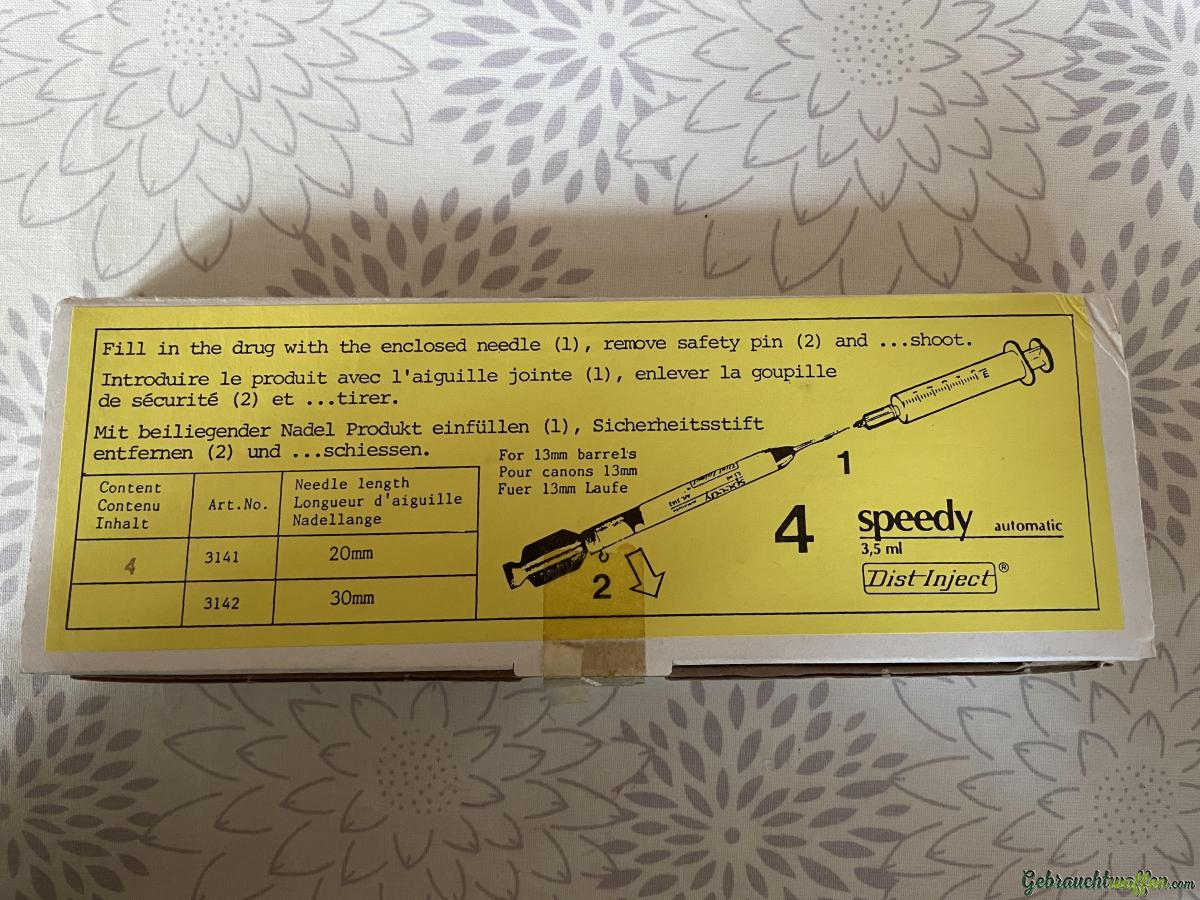 Fill in the drug with the enclosed needle (1), remove safety pin (2) and ...shoot.
Introduire le produit avec l'aiguille jointe (1), enlever la goupille
de sécurité (2) et ...tirer.
Mit beiliegender Nadel Produkt einfüllen (1), Sicherheitsstift
entfernen (2) und ...schiessen.
For 13mm barrels
Pour canons 13mm
Fuer 13mm Laufe
Content
Contenu
Inhalt
Art.No.
Needle length
Longueur d'aiguille
Nadellange
4
3141
20mm
3142
30mm
speedy
1
2
4
speedy automatic
3,5 ml
Dist Inject®
Gebrauchtwaffen.com